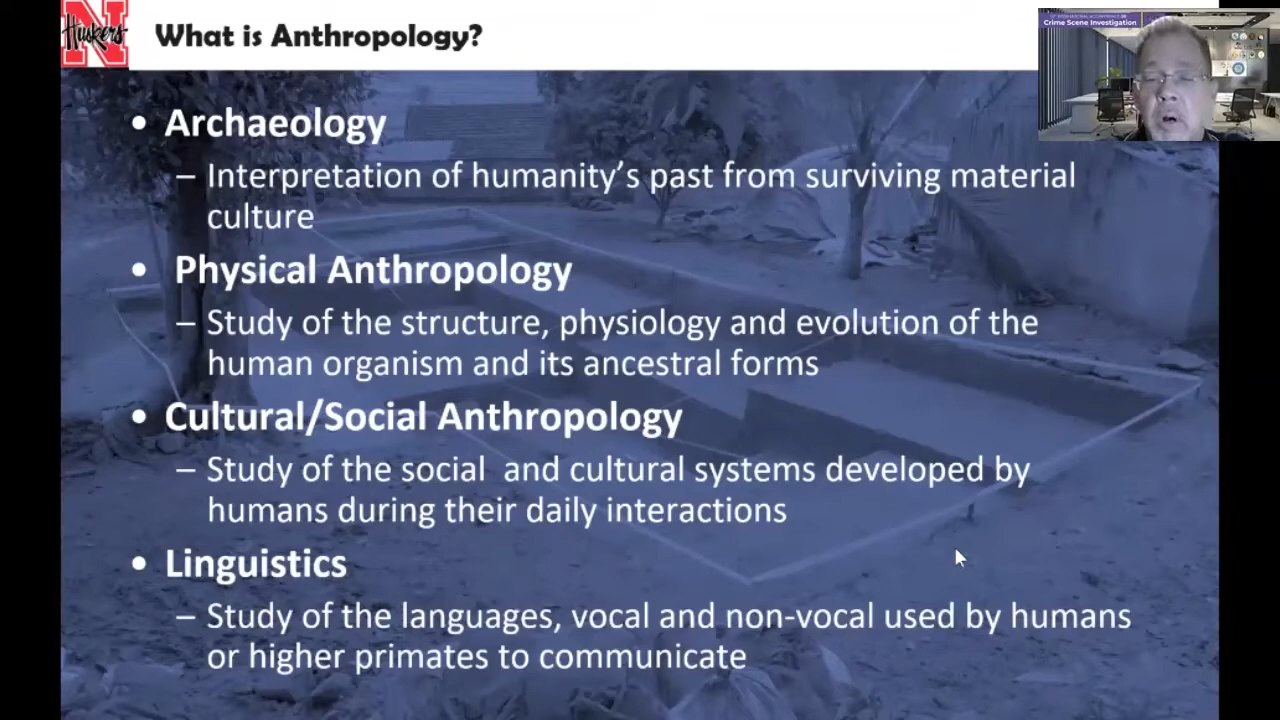 Huskers
What is Anthropology?
Crime Scene Investigation
• Archaeology
– Interpretation of humanity’s past from surviving material
culture
• Physical Anthropology
– Study of the structure, physiology and evolution of the
human organism and its ancestral forms
• Cultural/Social Anthropology
– Study of the social and cultural systems developed by
humans during their daily interactions
• Linguistics
– Study of the languages, vocal and non-vocal used by humans
or higher primates to communicate